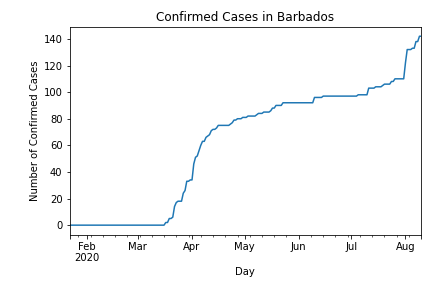 Confirmed Cases in Barbados
Number of Confirmed Cases
140
120
100
80
60
40
20
0
Feb Mar Apr May Jun Jul Aug
2020
Day